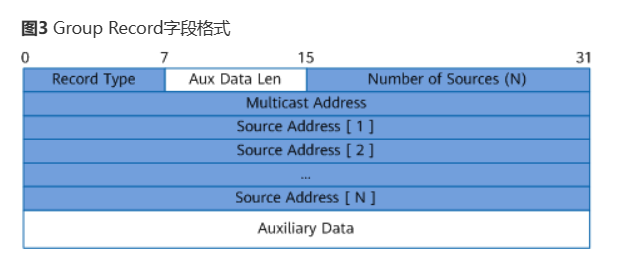 图3 Group Record字段格式
0 7 15 31
Record Type Aux Data Len Number of Sources (N)
Multicast Address
Source Address [ 1 ]
Source Address [ 2 ]
...
Source Address [ N ]
Auxiliary Data